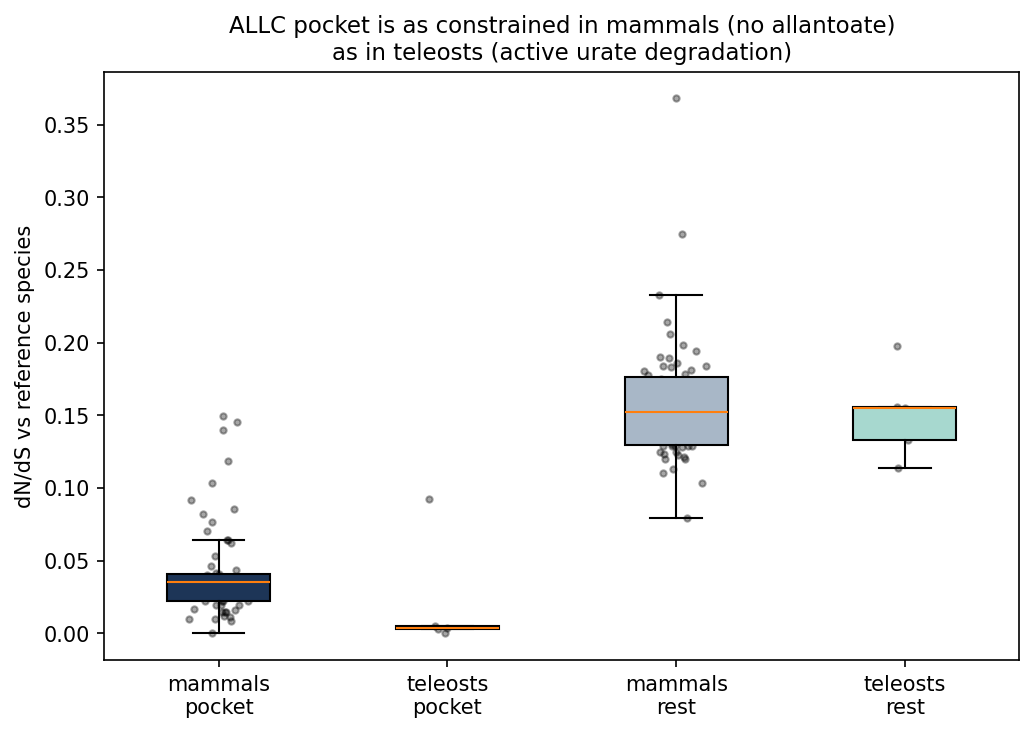 ALLC pocket is as constrained in mammals (no allantoate)
as in teleosts (active urate degradation)
dN/dS vs reference species
0.35
0.30
0.25
0.20
0.15
0.10
0.05
0.00
mammals
pocket
teleosts
pocket
mammals
rest
teleosts
rest